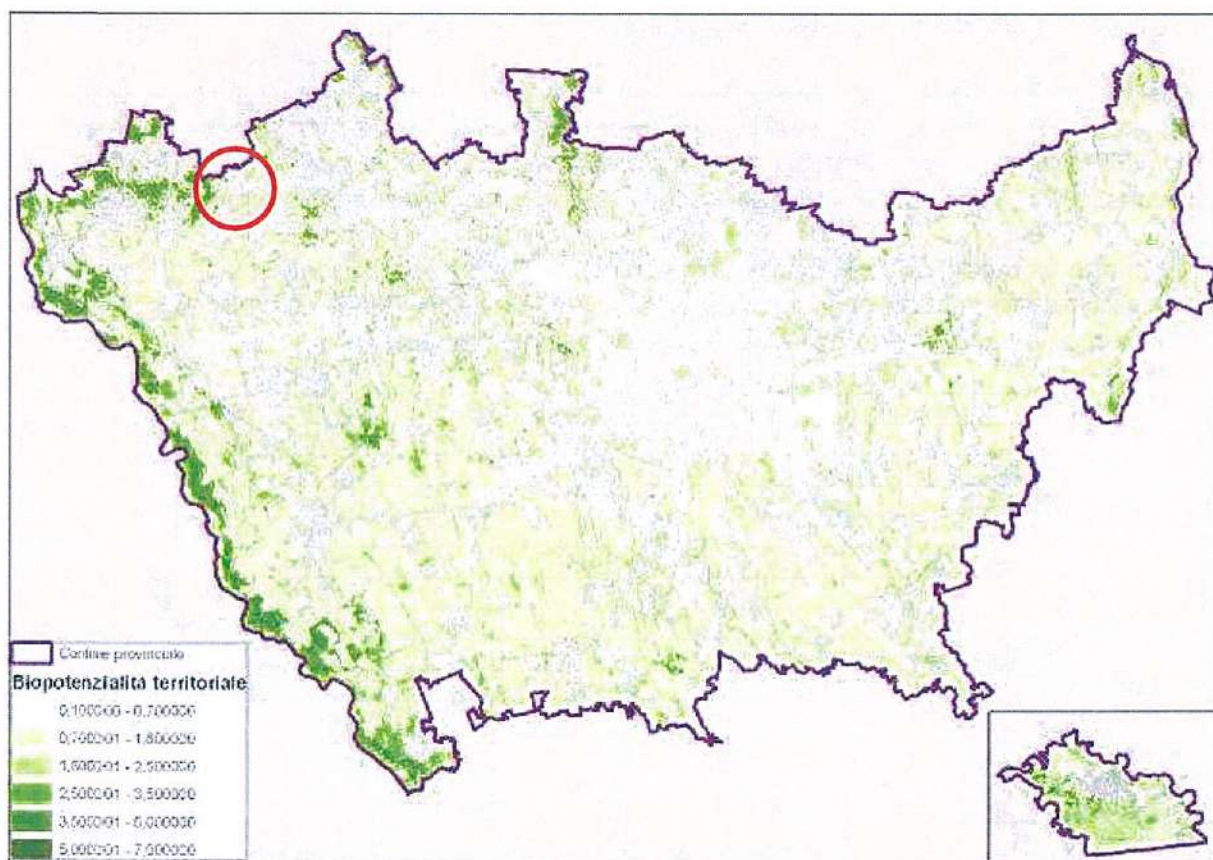 Confine provinciale
Biopotenzialità territoriale
0,100000 - 0,700000
0,700001 - 1,800000
1,800001 - 2,500000
2,500001 - 3,500000
3,500001 - 5,000000
5,000001 - 7,000000